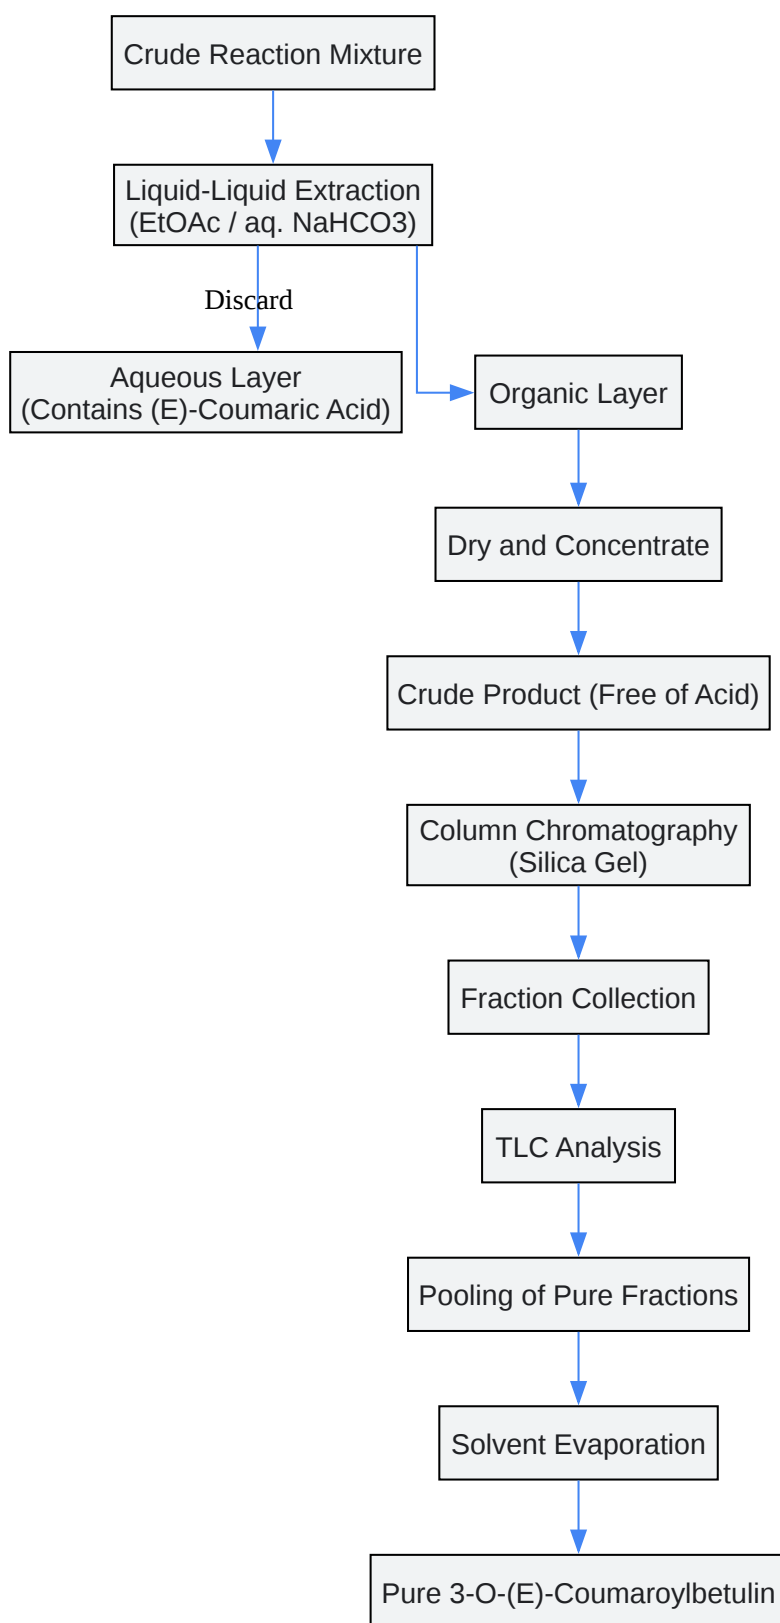 Crude Reaction Mixture
Liquid-Liquid Extraction
(EtOAc / aq. NaHCO3)
Discard
Aqueous Layer
(Contains (E)-Coumaric Acid)
Organic Layer
Dry and Concentrate
Crude Product (Free of Acid)
Column Chromatography
(Silica Gel)
Fraction Collection
TLC Analysis
Pooling of Pure Fractions
Solvent Evaporation
Pure 3-O-(E)-Coumaroylbetulin